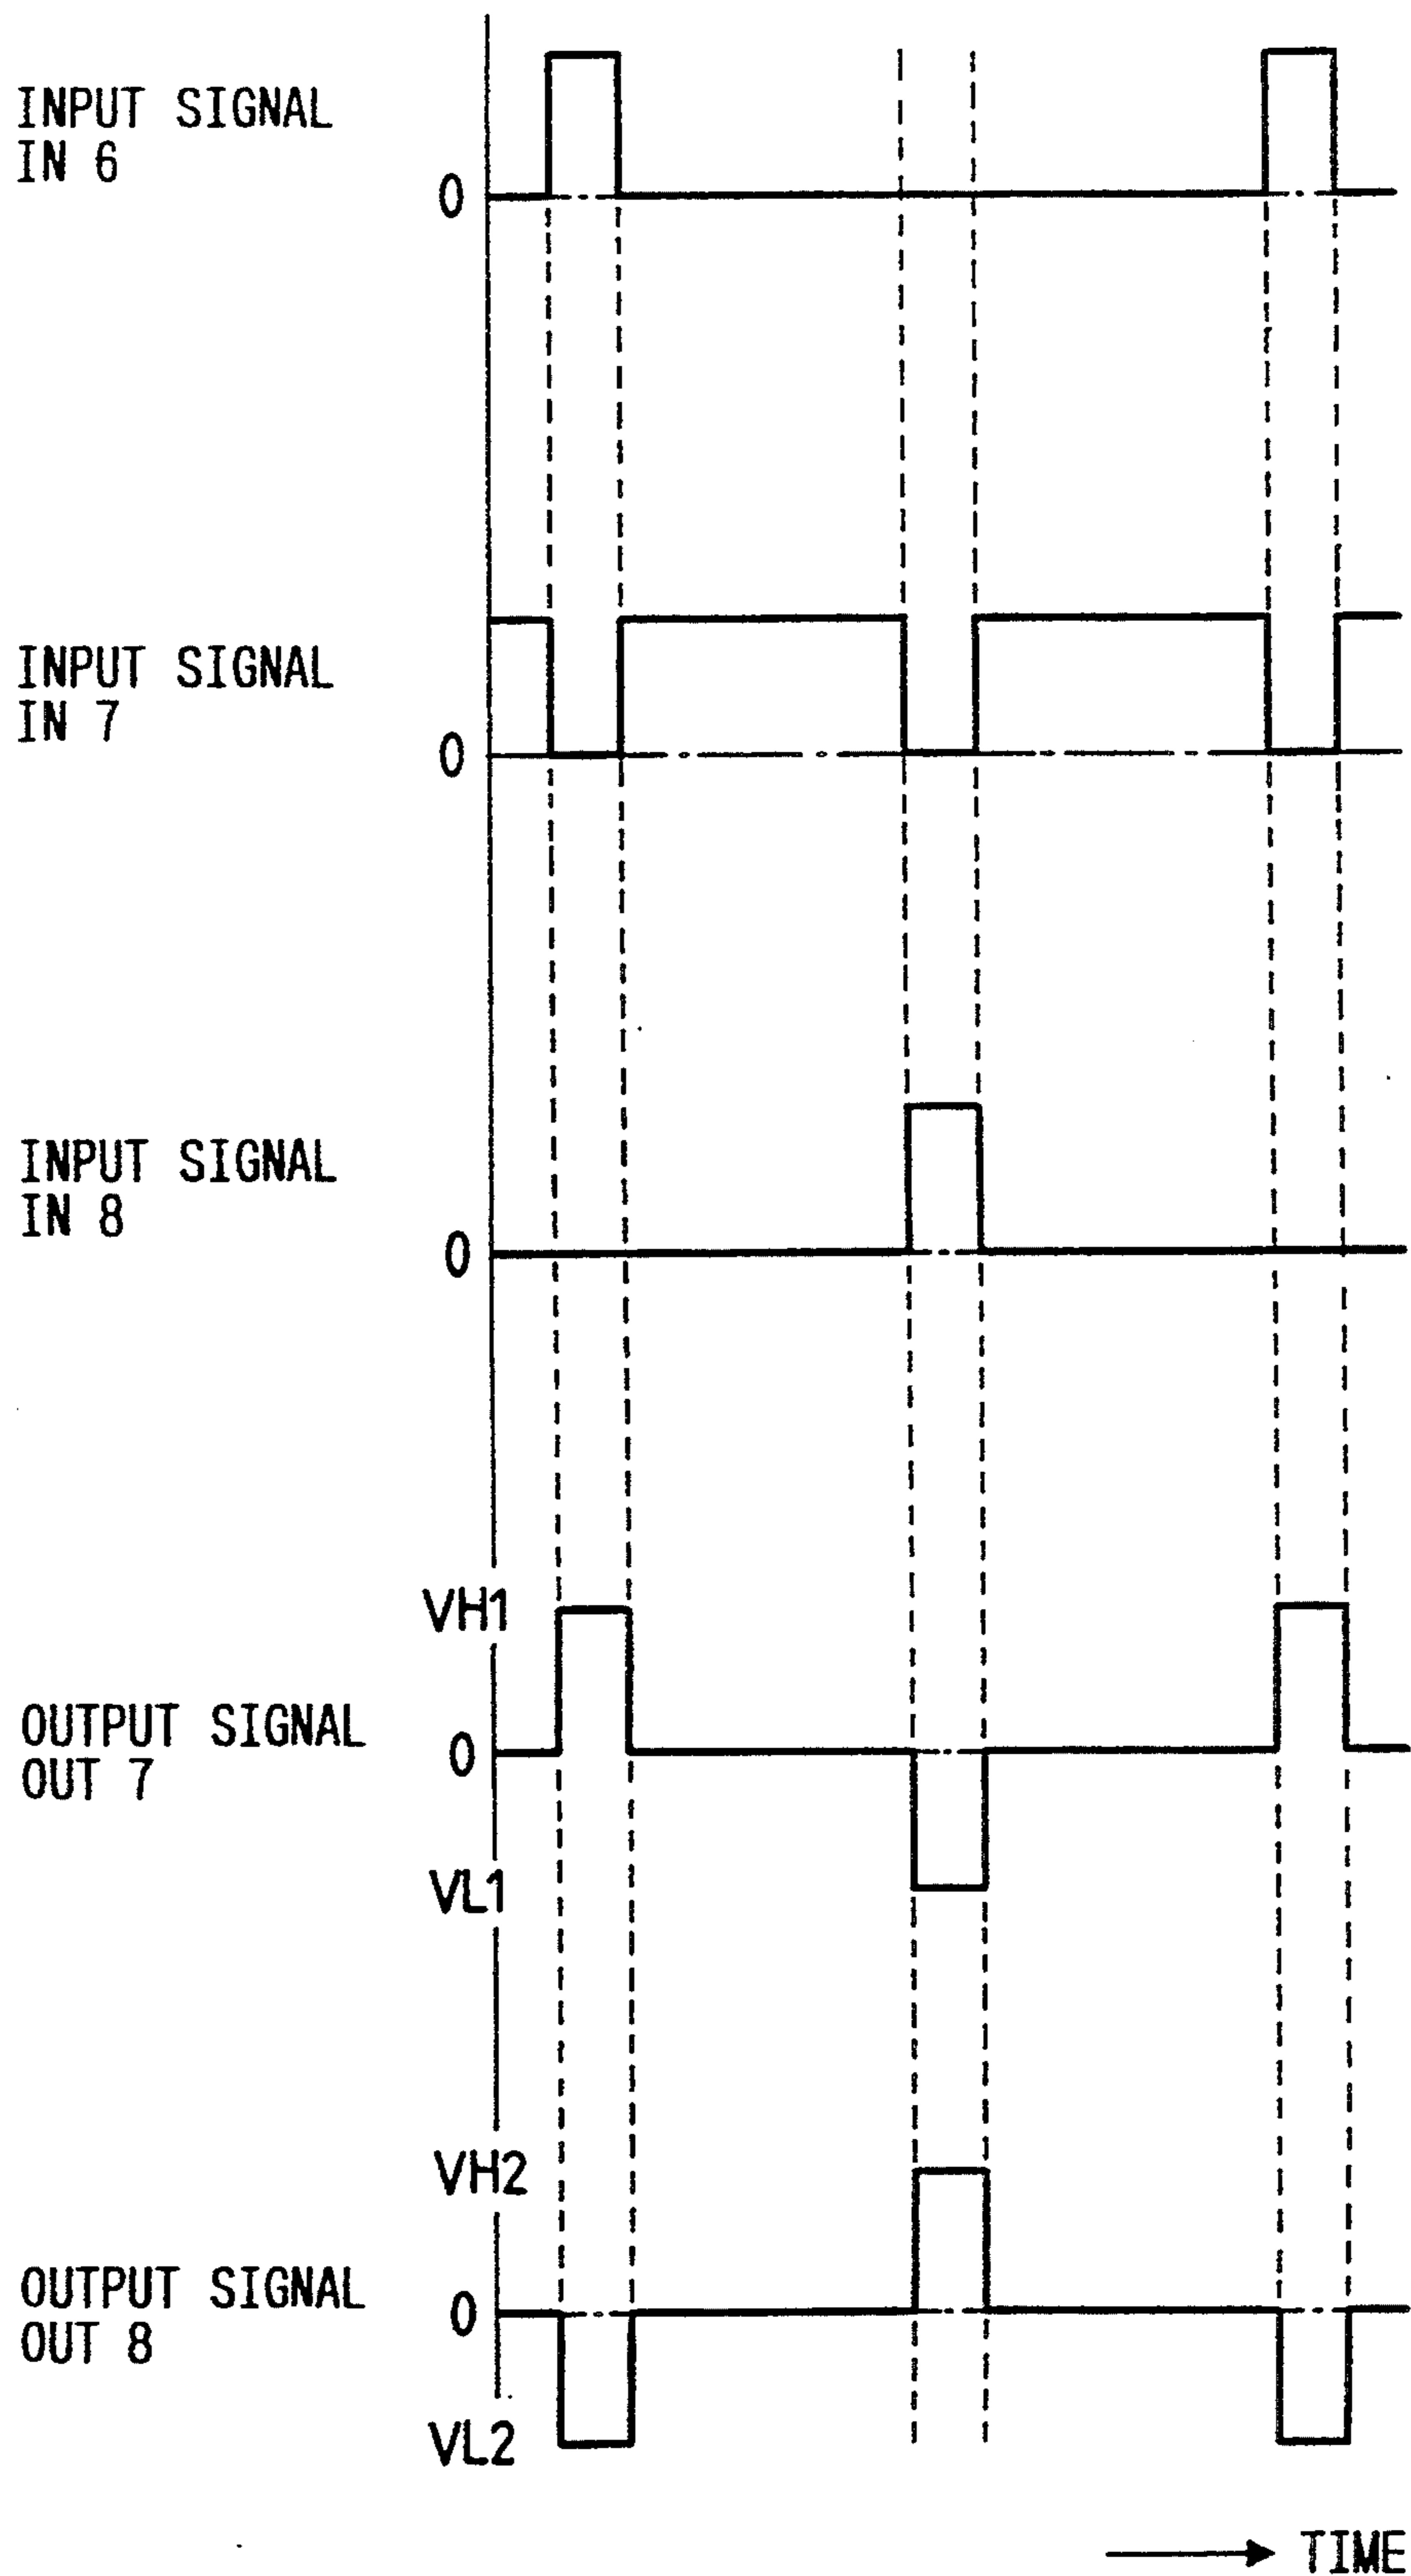 INPUT SIGNAL
IN 6
0
INPUT SIGNAL
IN 7
0
INPUT SIGNAL
IN 8
0
VH1
OUTPUT SIGNAL
OUT 7
0
VL1
VH2
OUTPUT SIGNAL
OUT 8
0
VL2
TIME